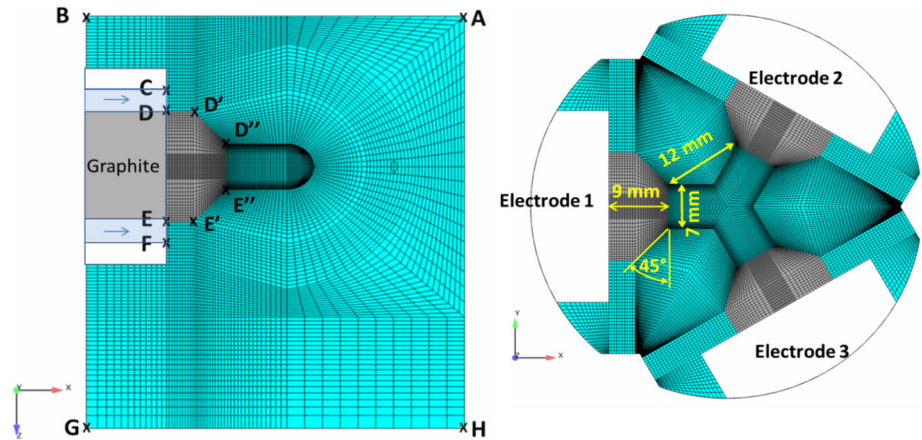 B
A
C
D
D'
D''
Graphite
E
E'
E''
F
G
H
X
Y
Z
Electrode 2
12 mm
9 mm
Electrode 1
7 mm
45°
Electrode 3
Y
Z
X